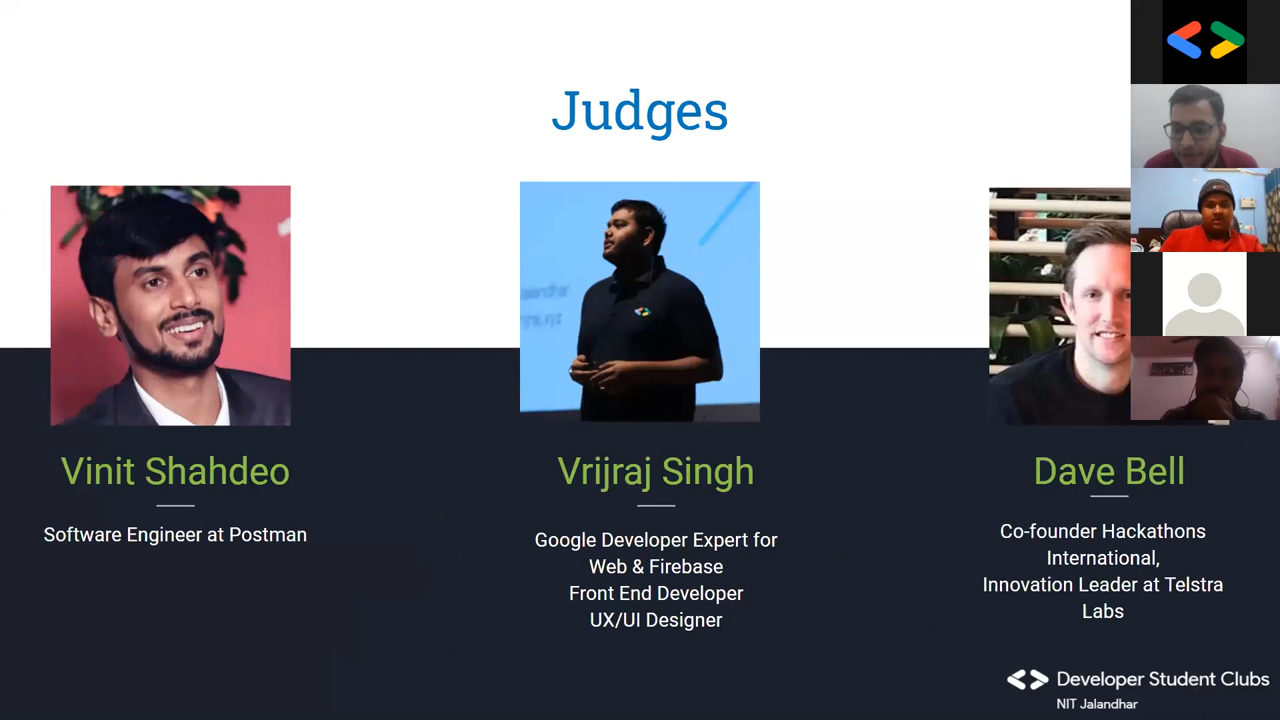 Judges
Vinit Shahdeo
Software Engineer at Postman
Vrijraj Singh
Google Developer Expert for
Web & Firebase
Front End Developer
UX/UI Designer
Dave Bell
Co-founder Hackathons
International,
Innovation Leader at Telstra
Labs
Developer Student Clubs
NIT Jalandhar